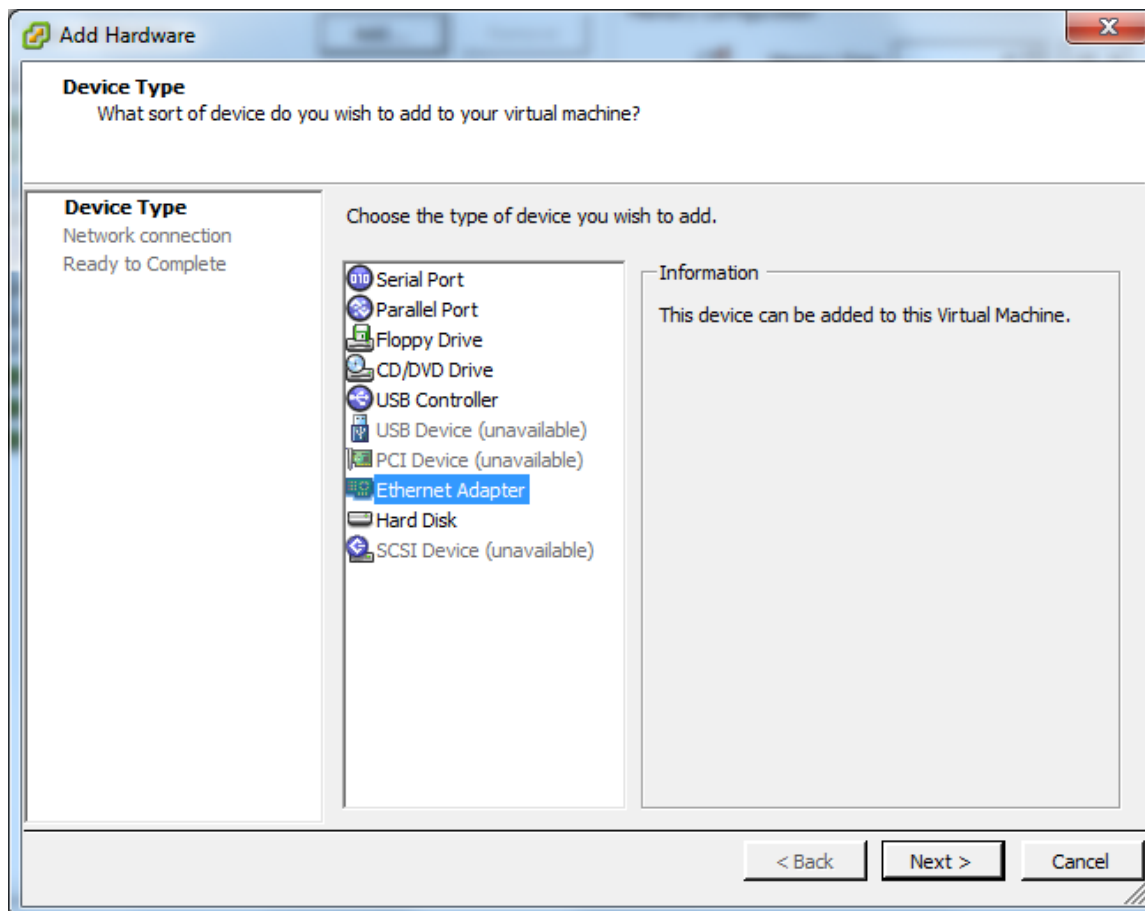 Add Hardware
Device Type
What sort of device do you wish to add to your virtual machine?
Device Type
Network connection
Ready to Complete
Choose the type of device you wish to add.
Serial Port
Parallel Port
Floppy Drive
CD/DVD Drive
USB Controller
USB Device (unavailable)
PCI Device (unavailable)
Ethernet Adapter
Hard Disk
SCSI Device (unavailable)
Information
This device can be added to this Virtual Machine.
< Back
Next >
Cancel